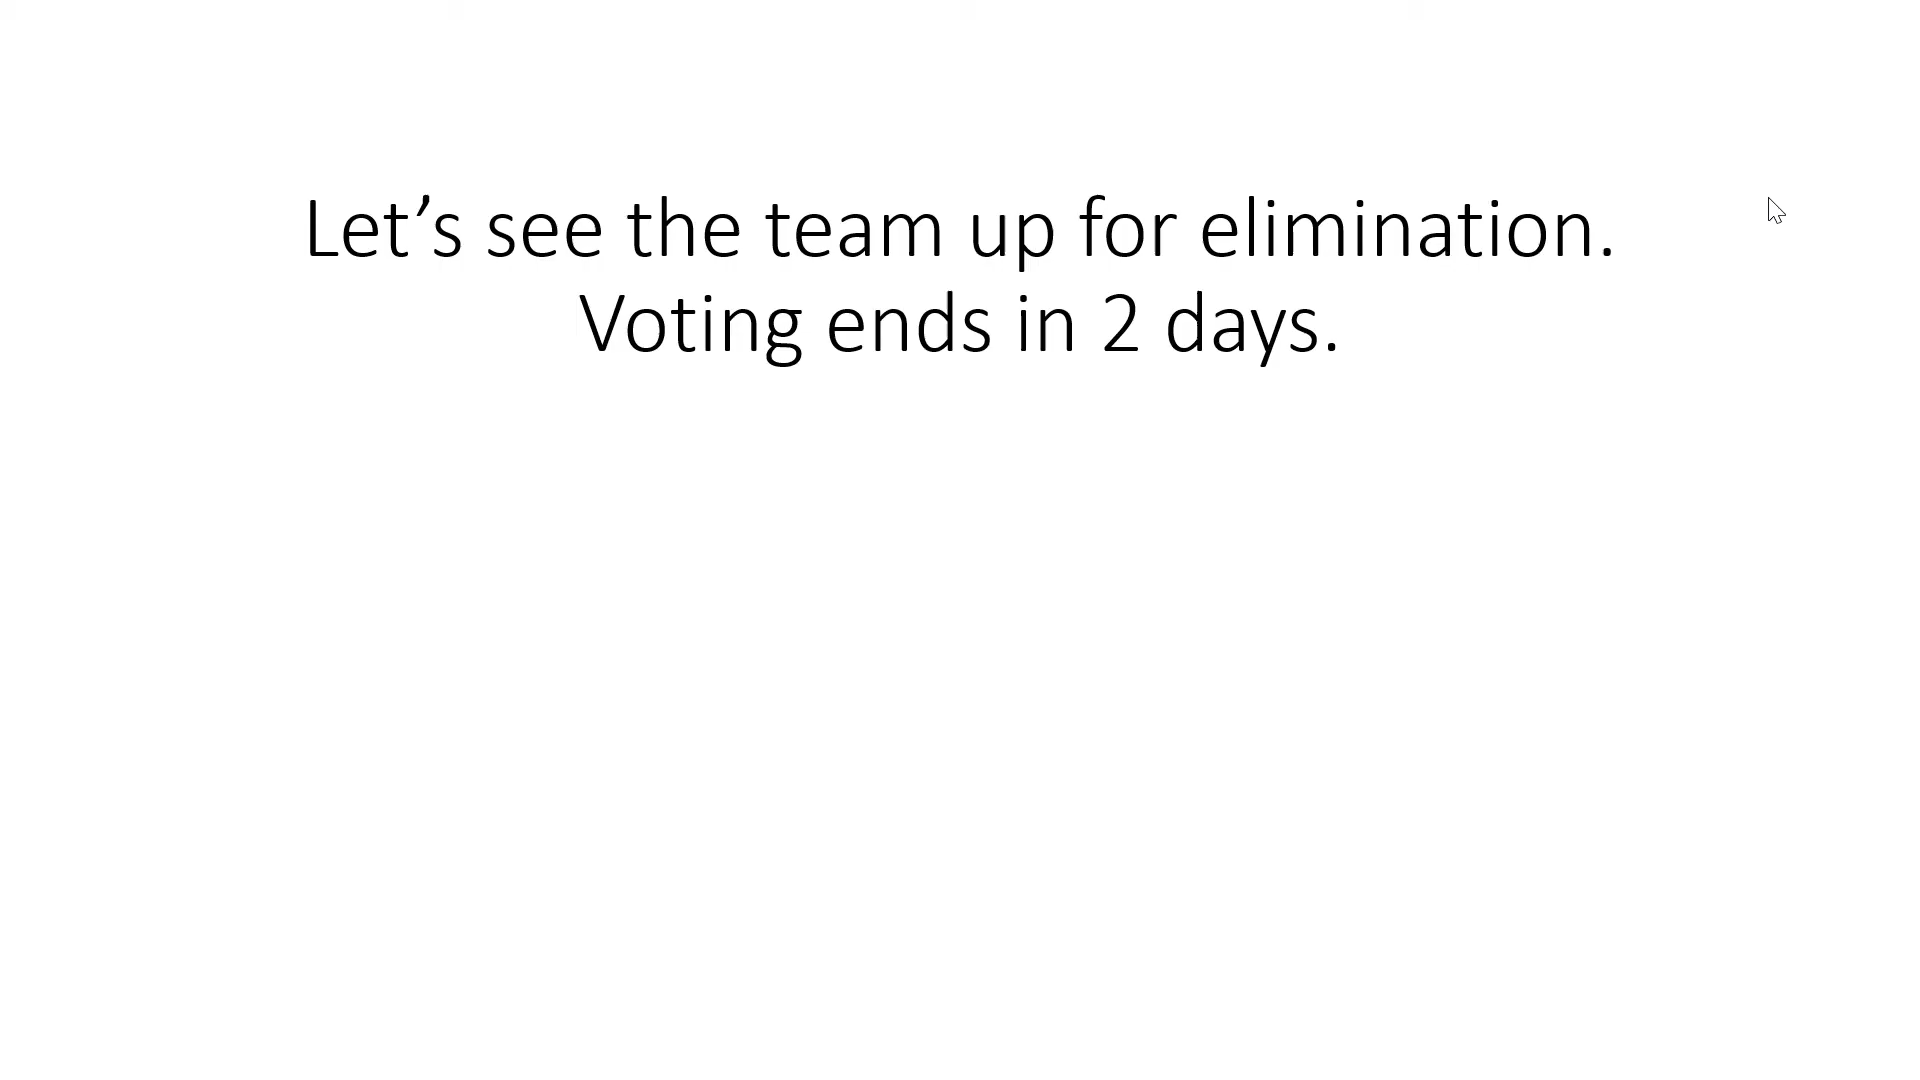 Let’s see the team up for elimination.
Voting ends in 2 days.